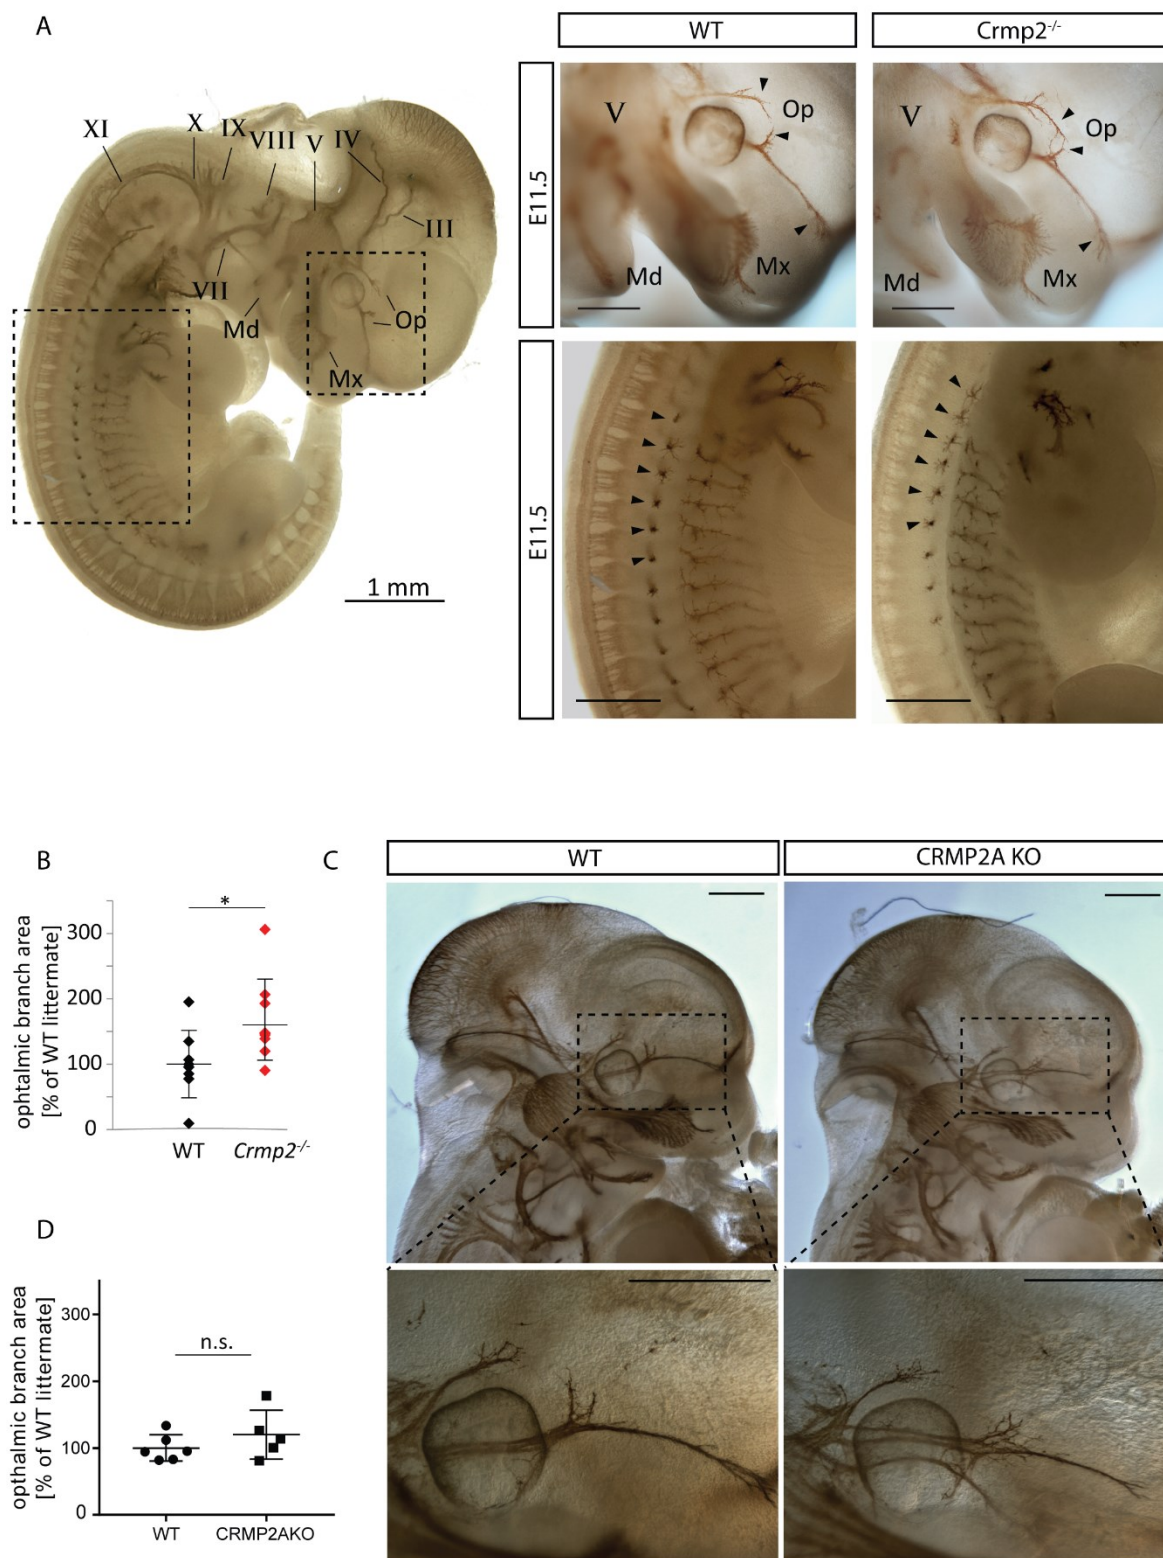 A
WT
Crmp2-/-
XI
X
IX
VIII
V
IV
III
VII
Md
Op
Mx
1 mm
E11.5
V
Op
Md
Mx
V
Op
Md
Mx
E11.5
B
ophtalmic branch area
[% of WT littermate]
*
300
200
100
0
WT
Crmp2-/-
C
WT
CRMP2A KO
D
opthalmic branch area
[% of WT littermate]
n.s.
300
200
100
0
WT
CRMP2AKO